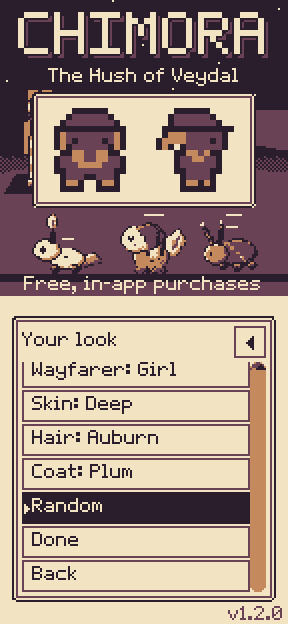 CHIMORA
The Hush of Veydal
Free, in-app purchases
Your look
Wayfarer: Girl
Skin: Deep
Hair: Auburn
Coat: Plum
Random
Done
Back
v1.2.0